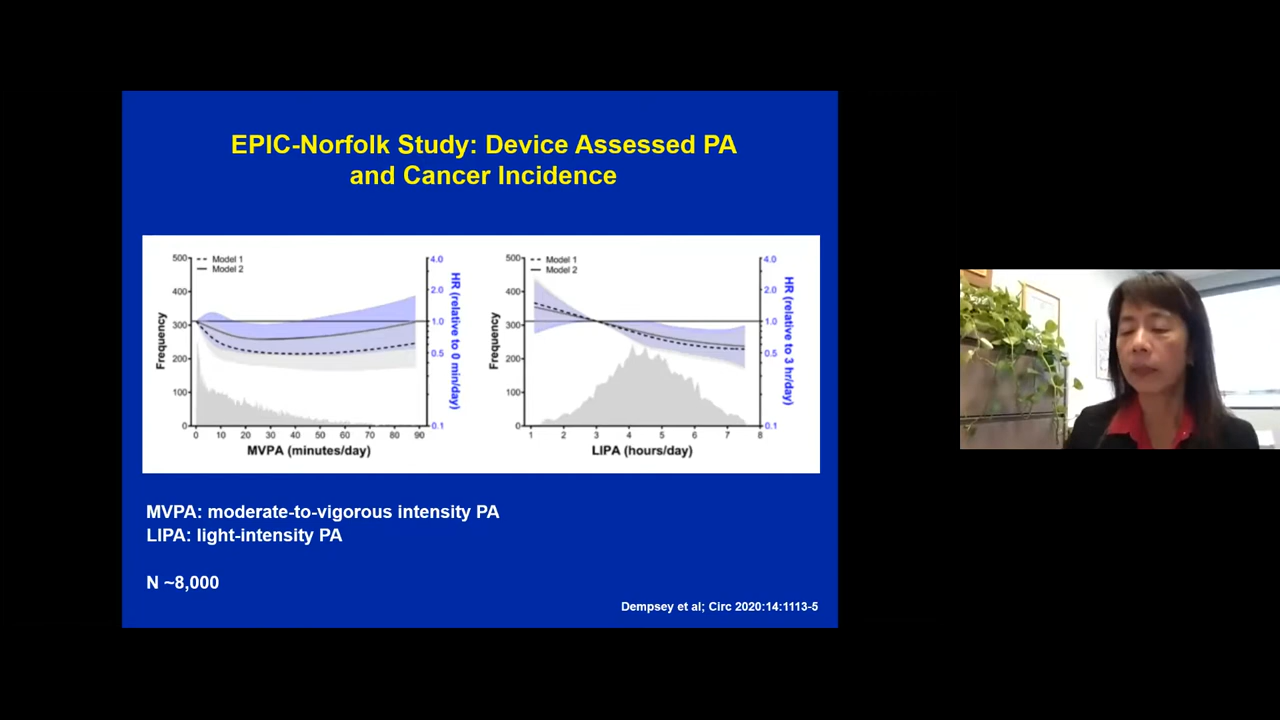 EPIC-Norfolk Study: Device Assessed PA
and Cancer Incidence
500
400
300
200
100
0
Frequency
Model 1
Model 2
4.0
2.0
1.0
0.5
0.1
HR (relative to 0 min/day)
0 10 20 30 40 50 60 70 80 90
MVPA (minutes/day)
500
400
300
200
100
0
Frequency
Model 1
Model 2
4.0
2.0
1.0
0.5
0.1
HR (relative to 3 hr/day)
1 2 3 4 5 6 7 8
LIPA (hours/day)
MVPA: moderate-to-vigorous intensity PA
LIPA: light-intensity PA
N ~8,000
Dempsey et al; Circ 2020:14:1113-5